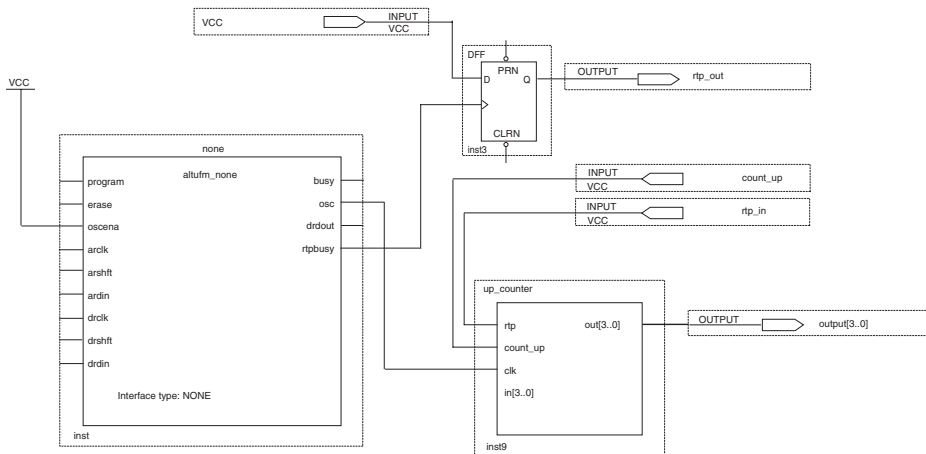 VCC
INPUT
VCC
DFF
PRN
D
Q
CLRN
inst3
OUTPUT
rtp_out
VCC
none
altufm_none
program
erase
oscena
arclk
arshft
ardin
drclk
drshft
drdin
busy
osc
drdout
rtpbusy
Interface type: NONE
inst
INPUT
VCC
count_up
INPUT
VCC
rtp_in
up_counter
rtp
count_up
clk
in[3..0]
out[3..0]
inst9
OUTPUT
output[3..0]